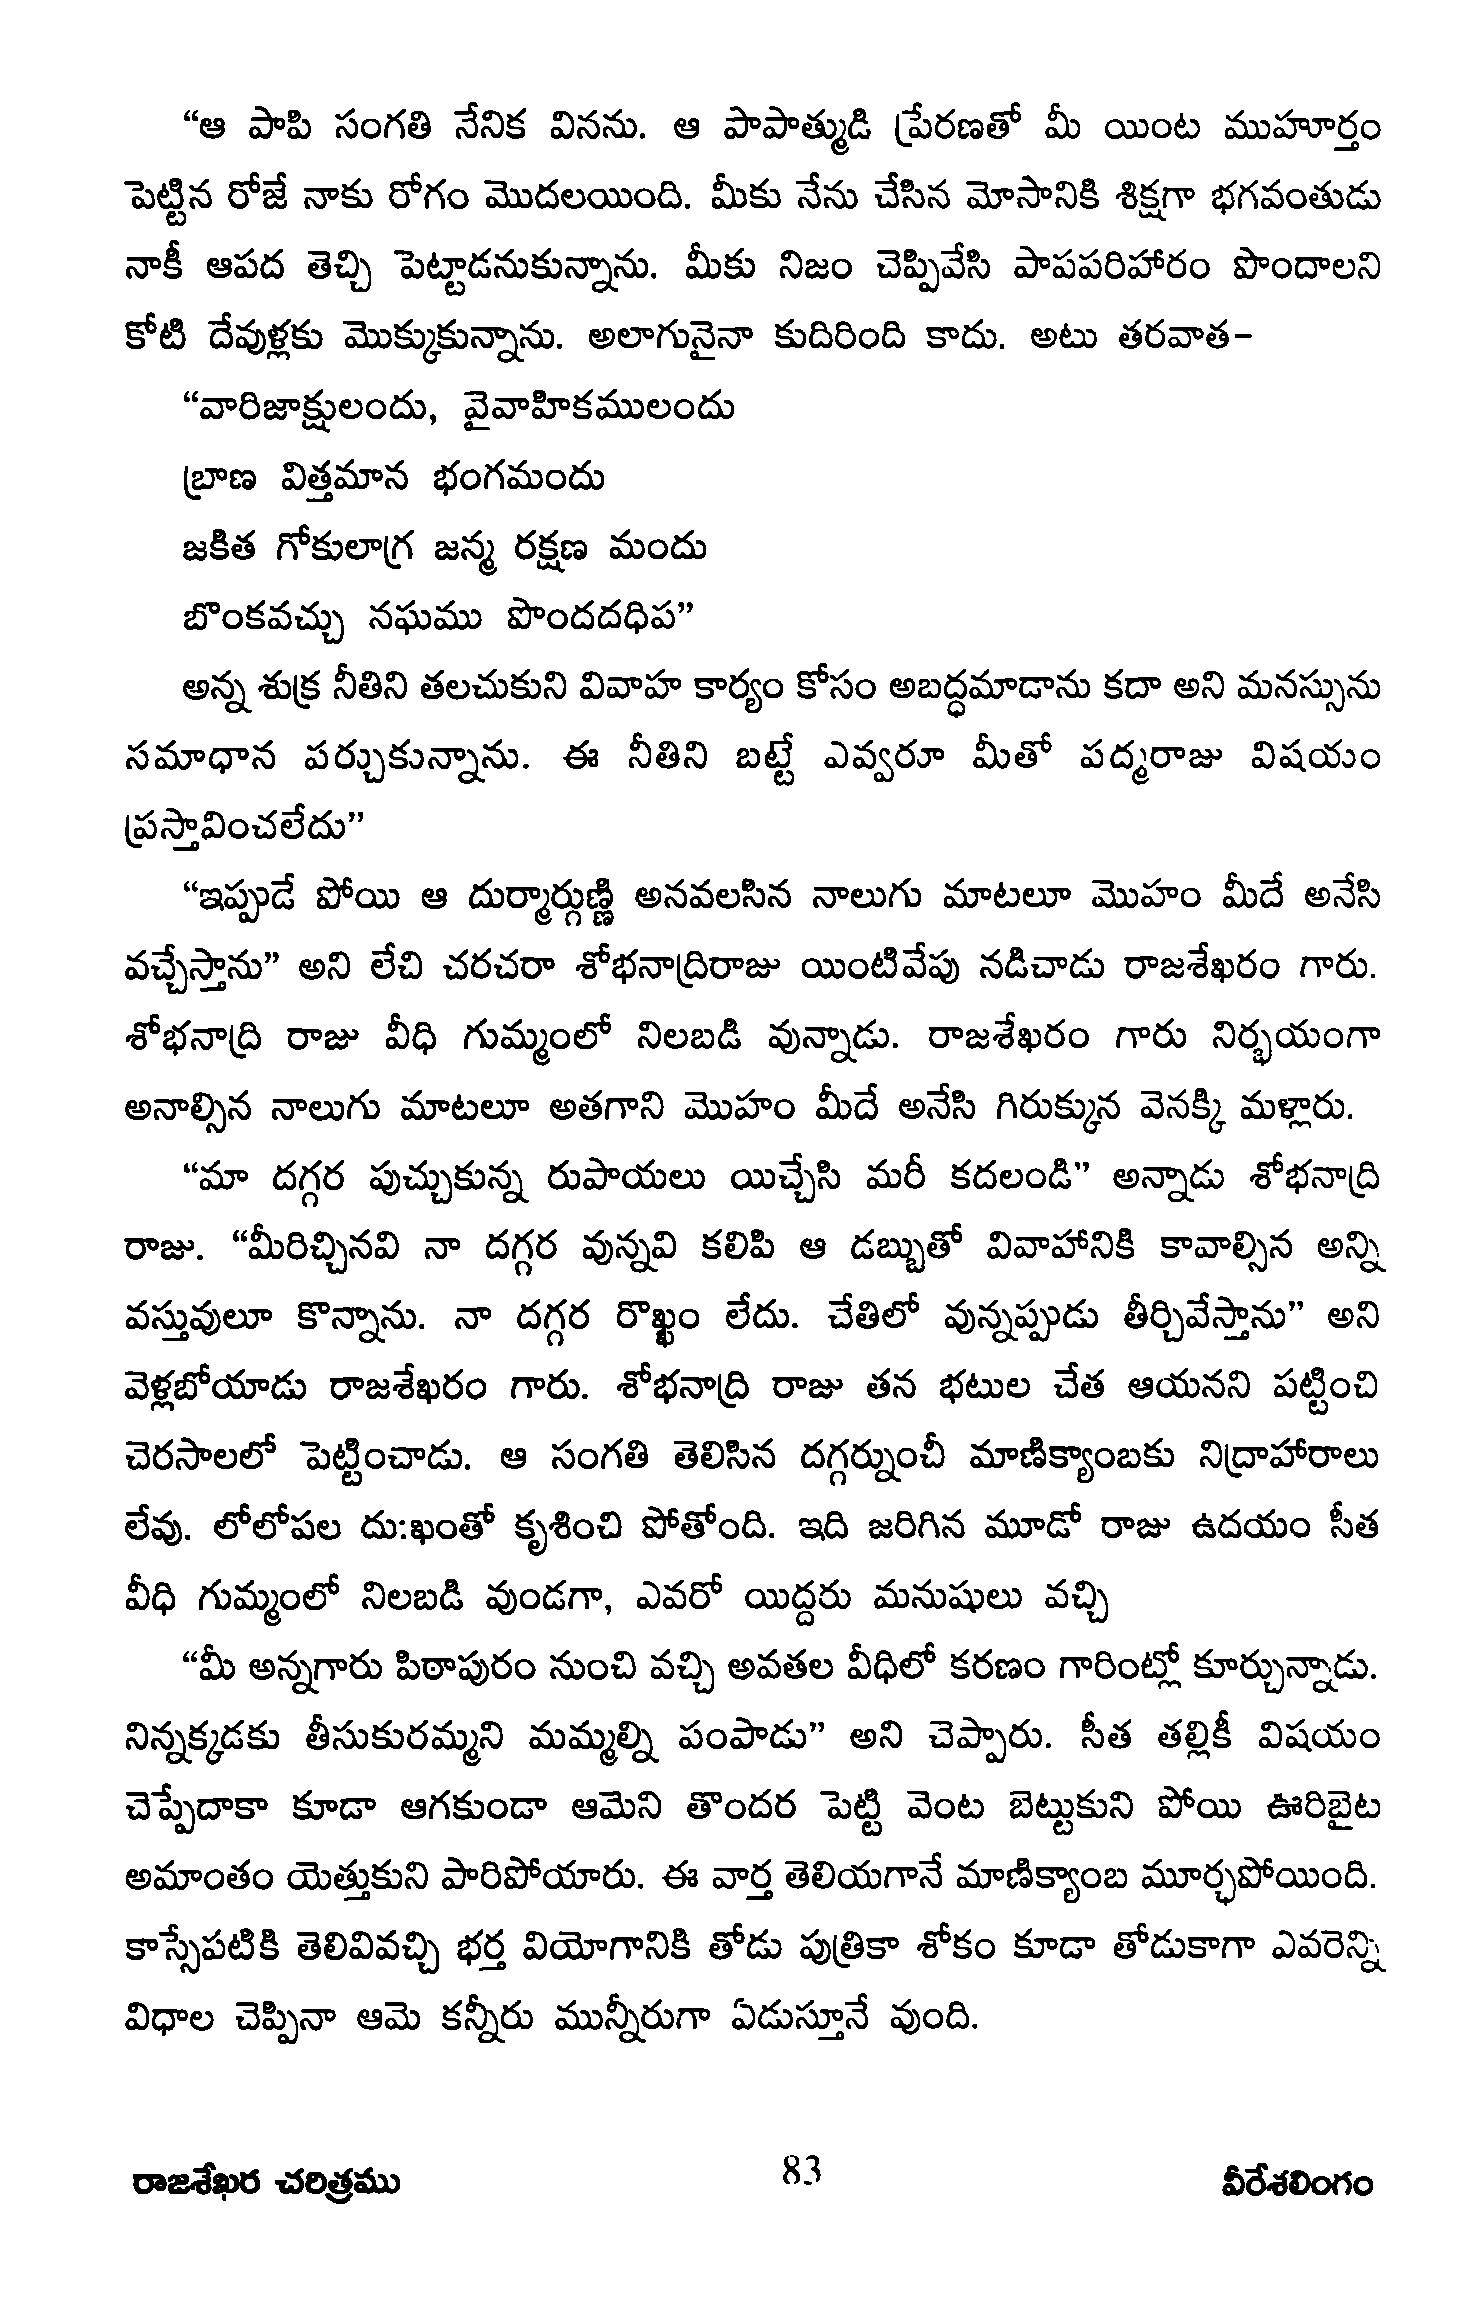 “ఆ పాపి సంగతి నేనిక వినను. ఆ పాపాత్ముడి ప్రేరణతో మీ యింట ముహూర్తం
పెట్టిన రోజే నాకు రోగం మొదలయింది. మీకు నేను చేసిన మోసానికి శిక్షగా భగవంతుడు
నాకీ ఆపద తెచ్చి పెట్టాడనుకున్నాను. మీకు నిజం చెప్పివేసి పాపపరిహారం పొందాలని
కోటి దేవుళ్లకు మొక్కుకున్నాను. అలాగునైనా కుదిరింది కాదు. అటు తరవాత-
“వారిజాక్షులందు, వైవాహికములందు
బ్రాణ విత్తమాన భంగమందు
జకిత గోకులాగ్ర జన్మ రక్షణ మందు
బొంకవచ్చు నఘము పొందదధిప”
అన్న శుక్ర నీతిని తలచుకుని వివాహ కార్యం కోసం అబద్ధమాడాను కదా అని మనస్సును
సమాధాన పర్చుకున్నాను. ఈ నీతిని బట్టే ఎవ్వరూ మీతో పద్మరాజు విషయం
ప్రస్తావించలేదు”
“ఇప్పుడే పోయి ఆ దుర్మార్గుణ్ణి అనవలసిన నాలుగు మాటలూ మొహం మీదే అనేసి
వచ్చేస్తాను” అని లేచి చరచరా శోభనాద్రిరాజు యింటివేపు నడిచాడు రాజశేఖరం గారు.
శోభనాద్రి రాజు వీధి గుమ్మంలో నిలబడి వున్నాడు. రాజశేఖరం గారు నిర్భయంగా
అనాల్సిన నాలుగు మాటలూ అతగాని మొహం మీదే అనేసి గిరుక్కున వెనక్కి మళ్లారు.
“మా దగ్గర పుచ్చుకున్న రుపాయలు యిచ్చేసి మరీ కదలండి” అన్నాడు శోభనాద్రి
రాజు. “మీరిచ్చినవి నా దగ్గర వున్నవి కలిపి ఆ డబ్బుతో వివాహానికి కావాల్సిన అన్ని
వస్తువులూ కొన్నాను. నా దగ్గర రొఖ్ఖం లేదు. చేతిలో వున్నప్పుడు తీర్చివేస్తాను” అని
వెళ్లబోయాడు రాజశేఖరం గారు. శోభనాద్రి రాజు తన భటుల చేత ఆయనని పట్టించి
చెరసాలలో పెట్టించాడు. ఆ సంగతి తెలిసిన దగ్గర్నుంచీ మాణిక్యాంబకు నిద్రాహారాలు
లేవు. లోలోపల దు:ఖంతో కృశించి పోతోంది. ఇది జరిగిన మూడో రాజు ఉదయం సీత
వీధి గుమ్మంలో నిలబడి వుండగా, ఎవరో యిద్దరు మనుషులు వచ్చి
“మీ అన్నగారు పిఠాపురం నుంచి వచ్చి అవతల వీధిలో కరణం గారింట్లో కూర్చున్నాడు.
నిన్నక్కడకు తీసుకురమ్మని మమ్మల్ని పంపాడు” అని చెప్పారు. సీత తల్లికీ విషయం
చెప్పేదాకా కూడా ఆగకుండా ఆమెని తొందర పెట్టి వెంట బెట్టుకుని పోయి ఊరిబైట
అమాంతం యెత్తుకుని పారిపోయారు. ఈ వార్త తెలియగానే మాణిక్యాంబ మూర్ఛపోయింది.
కాస్సేపటికి తెలివివచ్చి భర్త వియోగానికి తోడు పుత్రికా శోకం కూడా తోడుకాగా ఎవరెన్ని
విధాల చెప్పినా ఆమె కన్నీరు మున్నీరుగా ఏడుస్తూనే వుంది.
రాజశేఖర చరిత్రము 83 వీరేశలింగం